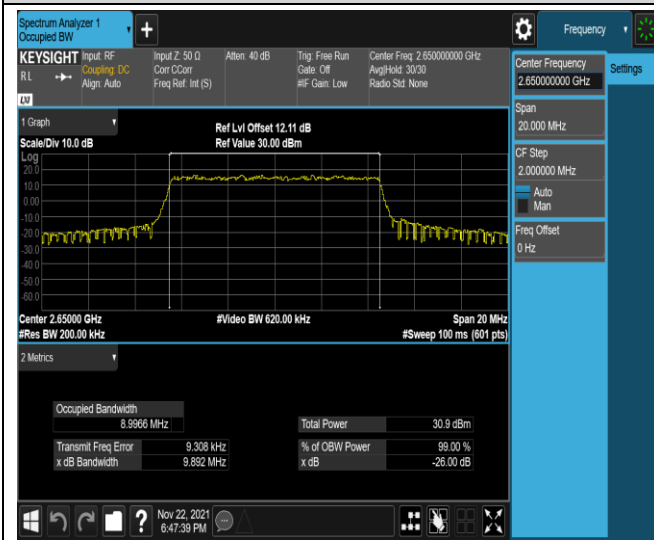 Spectrum Analyzer 1
Occupied BW
+
Frequency
KEYSIGHT
R L
LXI
Input: RF
Coupling: DC
Align: Auto
Input Z: 50 Ω
Corr CCorr
Freq Ref: Int (S)
Atten: 40 dB
Trig: Free Run
Gate: Off
#IF Gain: Low
Center Freq: 2.650000000 GHz
Avg|Hold: 30/30
Radio Std: None
Center Frequency
2.650000000 GHz
Settings
Span
20.000 MHz
CF Step
2.000000 MHz
Auto
Man
Freq Offset
0 Hz
1 Graph
Scale/Div 10.0 dB
Ref Lvl Offset 12.11 dB
Ref Value 30.00 dBm
Log
20.0
10.0
0.00
-10.0
-20.0
-30.0
-40.0
-50.0
-60.0
Center 2.65000 GHz
#Video BW 620.00 kHz
Span 20 MHz
#Res BW 200.00 kHz
#Sweep 100 ms (601 pts)
2 Metrics
Occupied Bandwidth
8.9966 MHz
Total Power 30.9 dBm
Transmit Freq Error 9.308 kHz
% of OBW Power 99.00 %
x dB Bandwidth 9.892 MHz
x dB -26.00 dB
?
Nov 22, 2021
6:47:39 PM